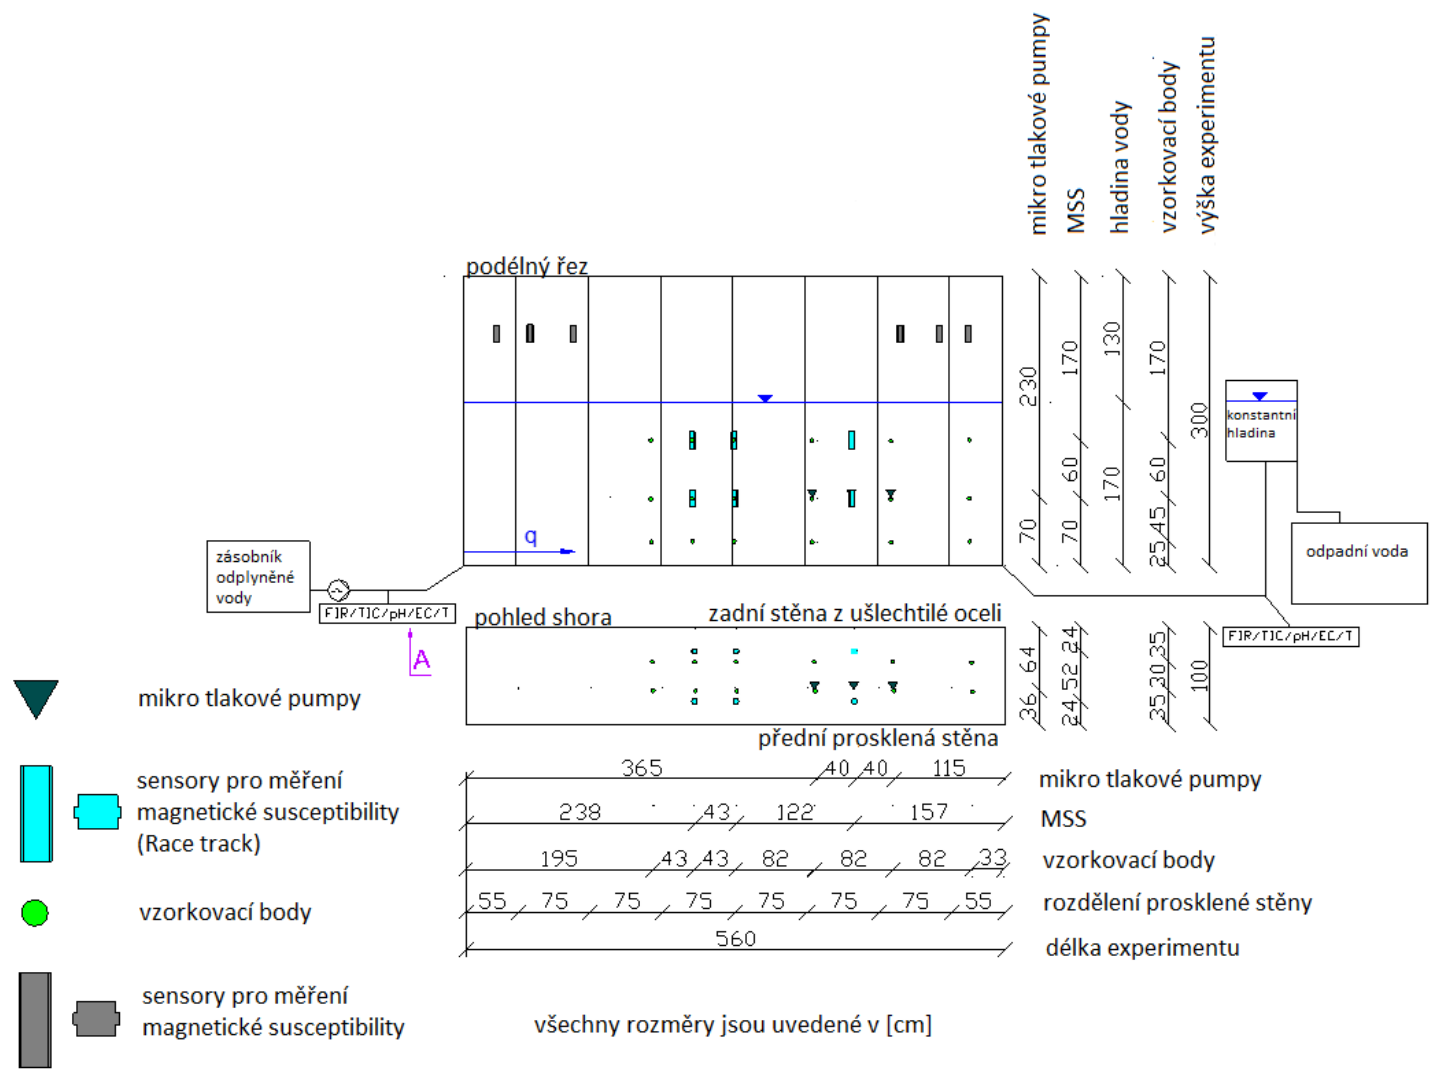 mikro tlakové pumpy
MSS
hladina vody
vzorkovací body
výška experimentu
podélný řez
230
70
170
60
70
130
170
170
60
45
25
300
konstantní
hladina
q
zásobník
odplyněné
vody
odpadní voda
FIR/TIC/pH/EC/T
FIR/TIC/pH/EC/T
A
pohled shora
zadní stěna z ušlechtilé oceli
64
36
24
52
24
35
30
35
100
přední prosklená stěna
365 40 40 115 mikro tlakové pumpy
238 43 122 157 MSS
195 43 43 82 82 82 33 vzorkovací body
55 75 75 75 75 75 75 55 rozdělení prosklené stěny
560 délka experimentu
mikro tlakové pumpy
sensory pro měření
magnetické susceptibility
(Race track)
vzorkovací body
sensory pro měření
magnetické susceptibility
všechny rozměry jsou uvedené v [cm]